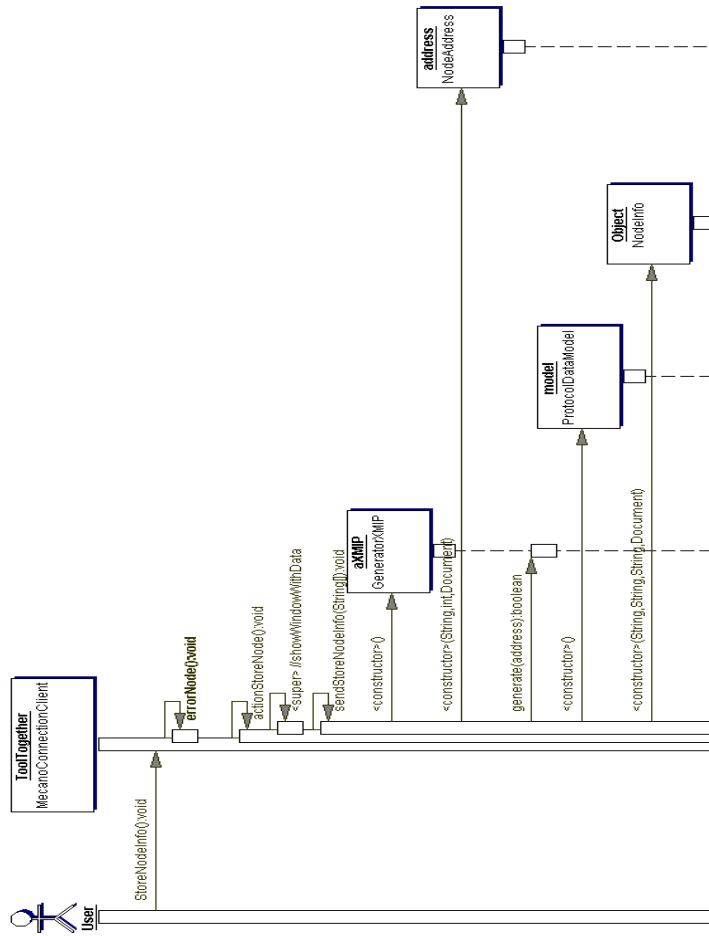 User
ToolTogether
MecanoConnectionClient
StoreNodeInfo():void
errorNode():void
actionStoreNode():void
<super> //showWindowWithData
sendStoreNodeInfo(String[]):void
aXMIP
GeneratorXMIP
<constructor>()
address
NodeAddress
<constructor>(String,int,Document)
generate(address):boolean
model
ProtocolDataModel
<constructor>()
Object
NodeInfo
<constructor>(String,String,String,Document)